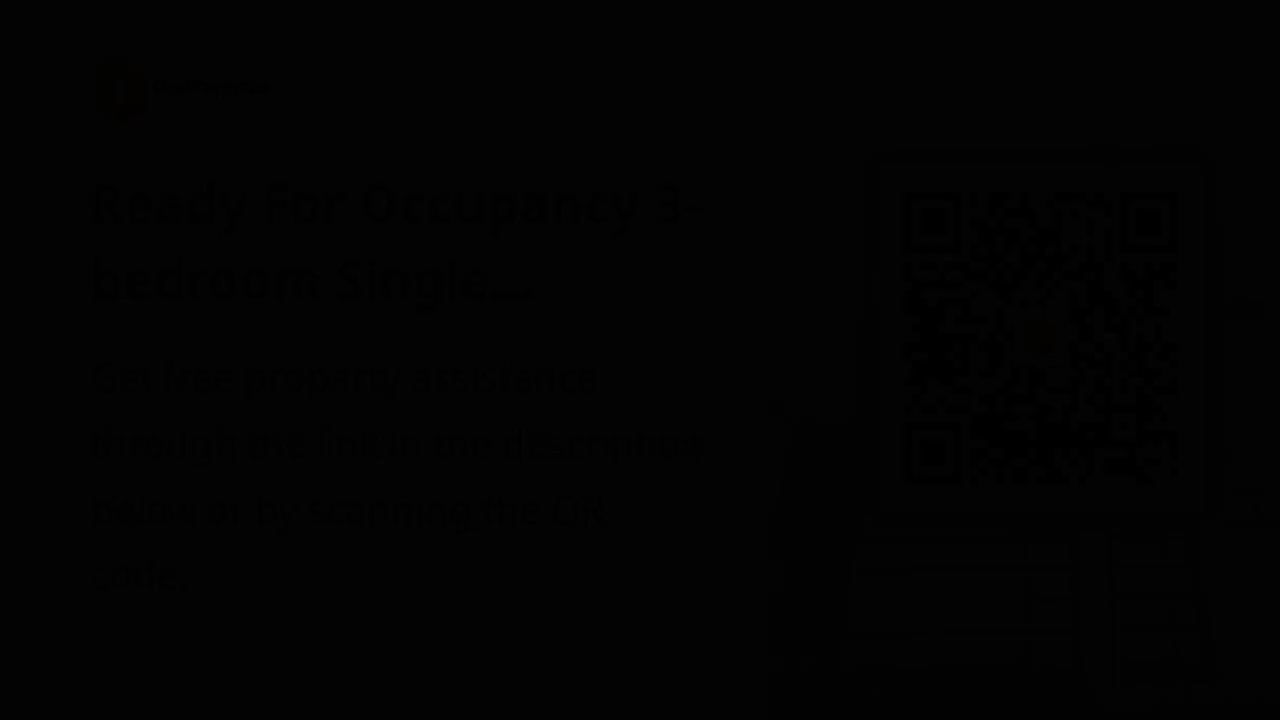 Ready For Occupancy 3-
bedroom Single...
Get free property assistance
through the link in the description
below or by scanning the QR
code.